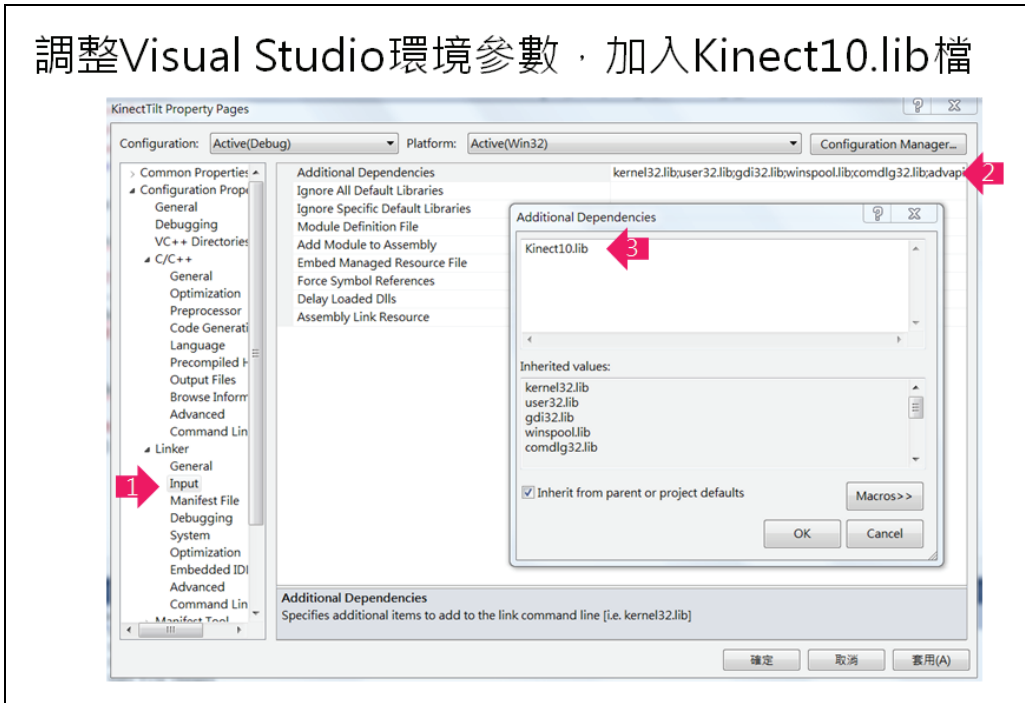 調整Visual Studio環境參數，加入Kinect10.lib檔
KinectTilt Property Pages
Configuration: Active(Debug) Platform: Active(Win32) Configuration Manager...
Common Properties
Configuration Prope
General
Debugging
VC++ Directories
C/C++
General
Optimization
Preprocessor
Code Generati
Language
Precompiled H
Output Files
Browse Inform
Advanced
Command Lin
Linker
General
1
Input
Manifest File
Debugging
System
Optimization
Embedded IDI
Advanced
Command Lin
Manifest Tool
Additional Dependencies kernel32.lib;user32.lib;gdi32.lib;winspool.lib;comdlg32.lib;advapi
2
Ignore All Default Libraries
Ignore Specific Default Libraries
Module Definition File
Add Module to Assembly
Embed Managed Resource File
Force Symbol References
Delay Loaded Dlls
Assembly Link Resource
Additional Dependencies
Kinect10.lib
3
Inherited values:
kernel32.lib
user32.lib
gdi32.lib
winspool.lib
comdlg32.lib
Inherit from parent or project defaults
Macros>>
OK Cancel
Additional Dependencies
Specifies additional items to add to the link command line [i.e. kernel32.lib]
確定 取消 套用(A)